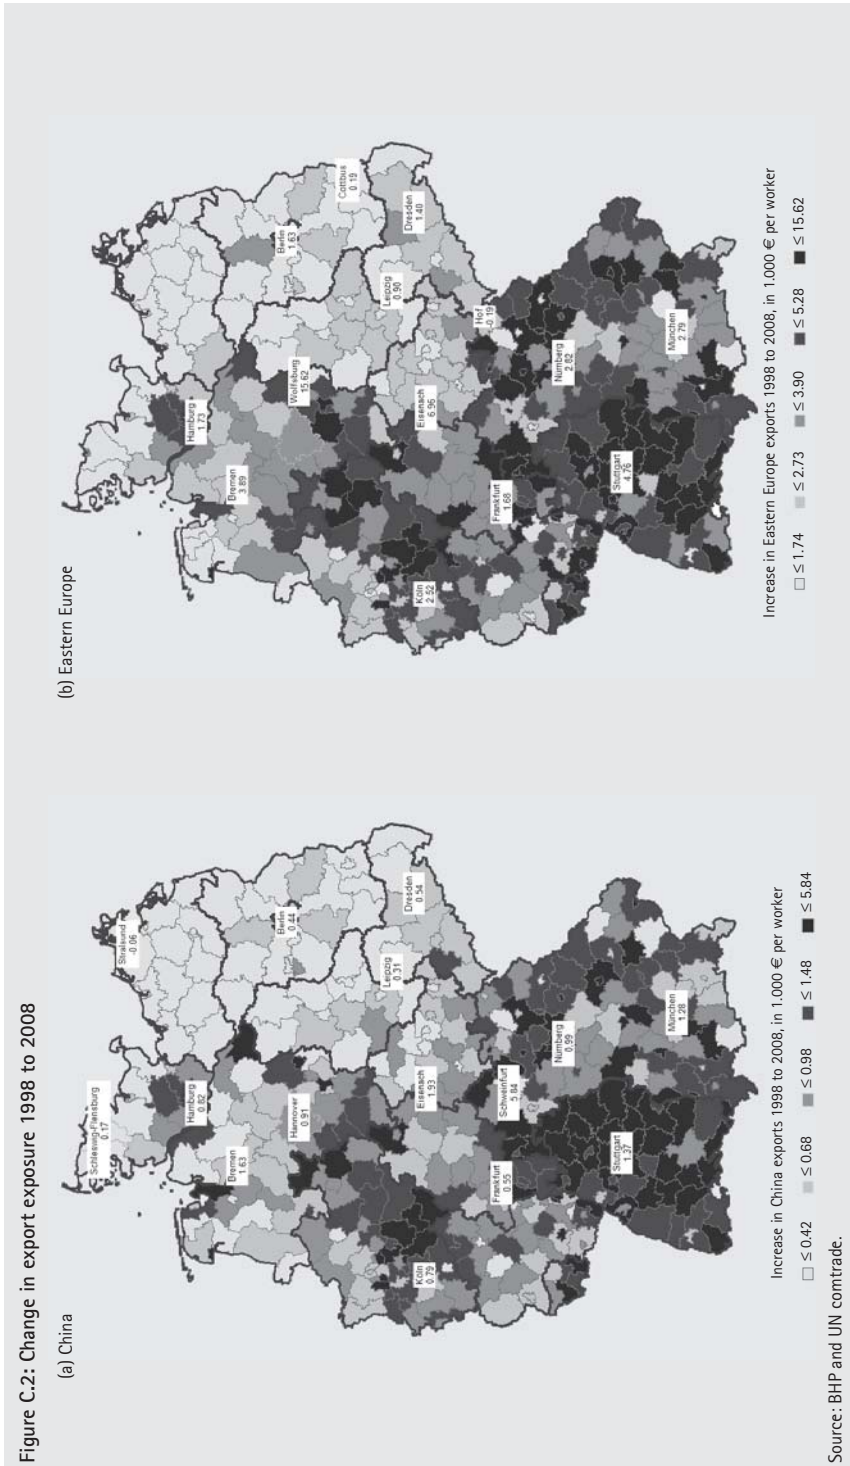 Figure C.2: Change in export exposure 1998 to 2008
(a) China
Schleswig-Flensburg
0.17
Stralsund
-0.06
Hamburg
0.82
Bremen
1.63
Hannover
0.91
Berlin
0.44
Leipzig
0.31
Dresden
0.54
Eisenach
1.93
Köln
0.79
Frankfurt
0.55
Schweinfurt
5.84
Nürnberg
0.99
Stuttgart
1.37
München
1.28
Increase in China exports 1998 to 2008, in 1.000 € per worker
≤ 0.42 ≤ 0.68 ≤ 0.98 ≤ 1.48 ≤ 5.84
(b) Eastern Europe
Hamburg
1.73
Bremen
3.89
Wolfsburg
15.62
Berlin
1.63
Cottbus
0.19
Leipzig
0.90
Dresden
1.40
Eisenach
6.96
Köln
2.52
Hof
-0.19
Frankfurt
1.68
Nürnberg
2.82
Stuttgart
4.76
München
2.79
Increase in Eastern Europe exports 1998 to 2008, in 1.000 € per worker
≤ 1.74 ≤ 2.73 ≤ 3.90 ≤ 5.28 ≤ 15.62
Source: BHP and UN comtrade.